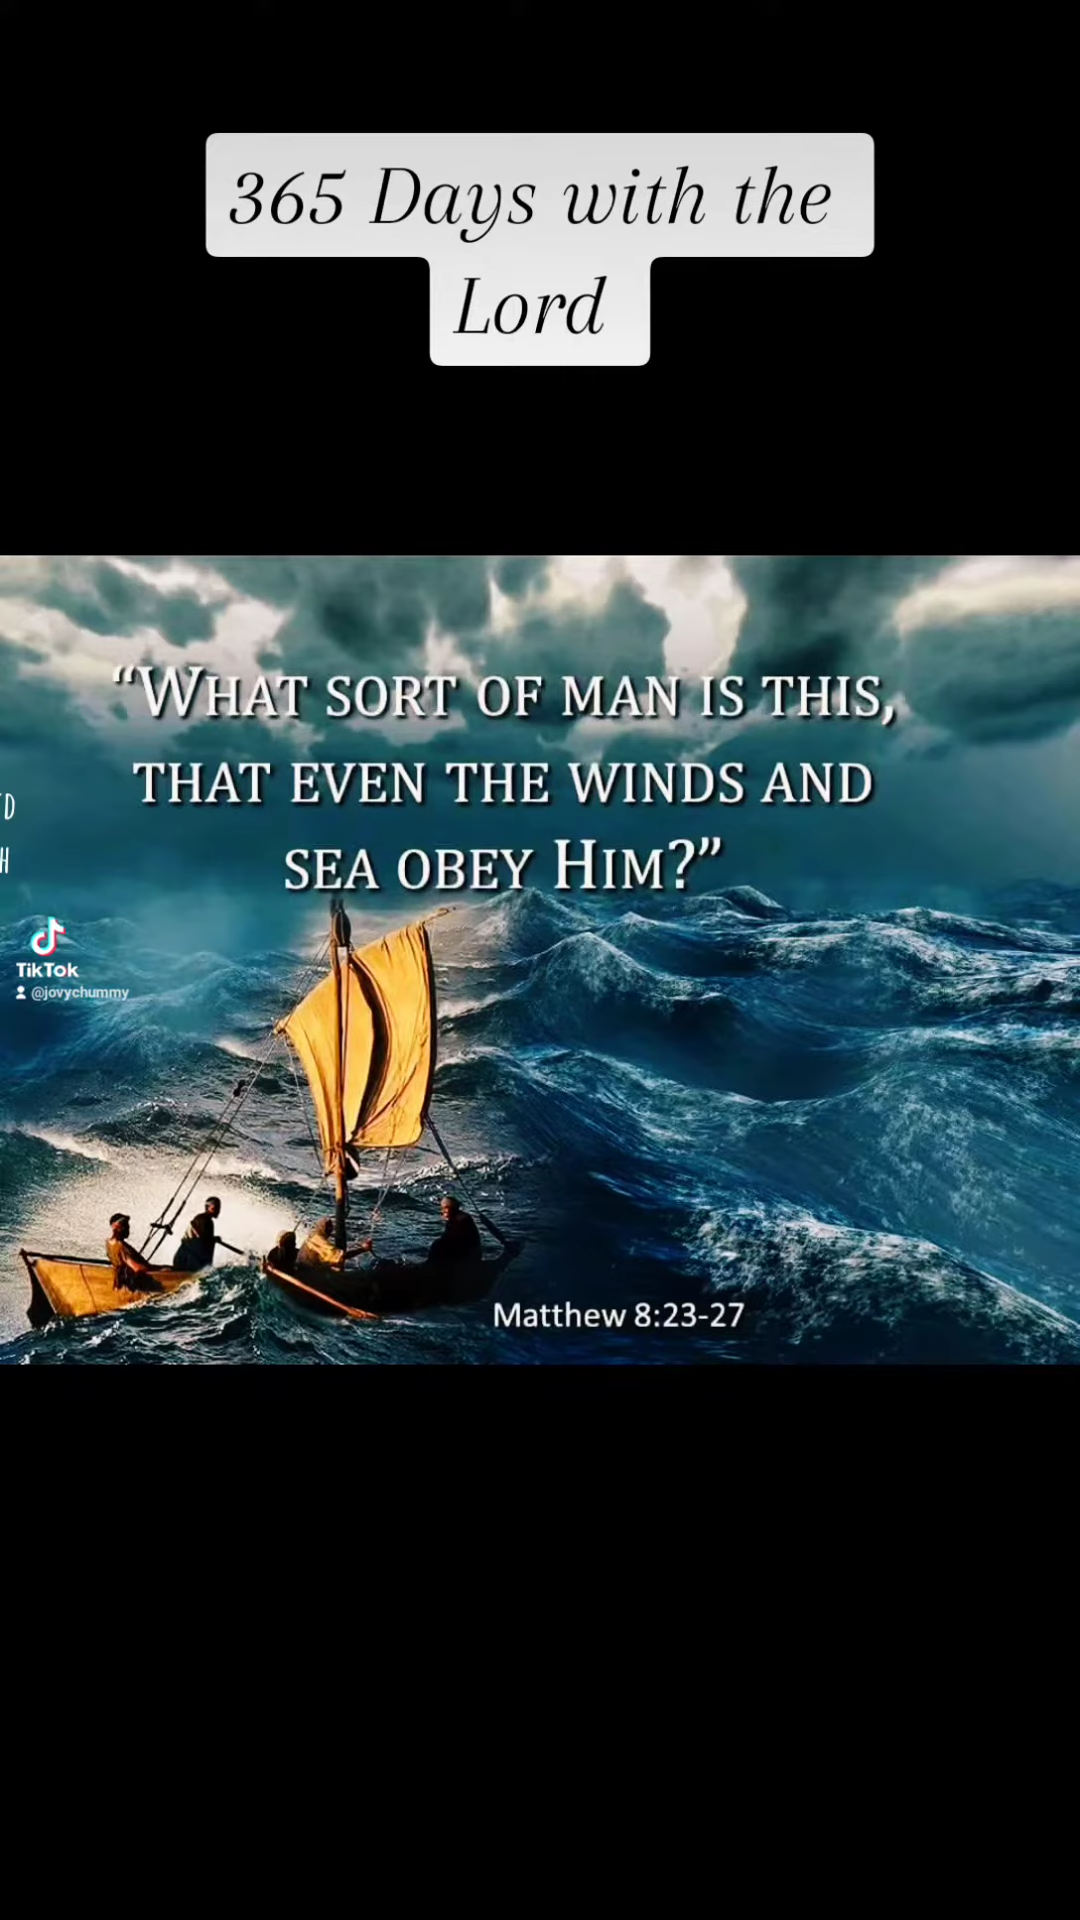 365 Days with the
Lord
“WHAT SORT OF MAN IS THIS,
THAT EVEN THE WINDS AND
SEA OBEY HIM?”
TikTok
@jovychummy
Matthew 8:23-27